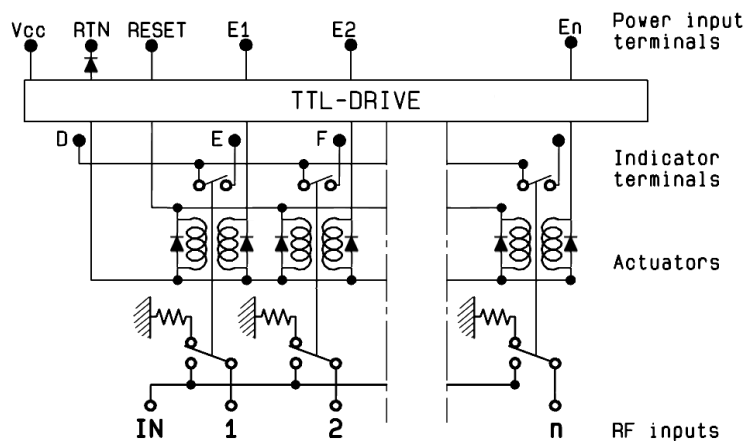 Vcc RTN RESET E1 E2 En Power input
terminals
TTL-DRIVE
D E F
Indicator
terminals
Actuators
IN 1 2 n RF inputs